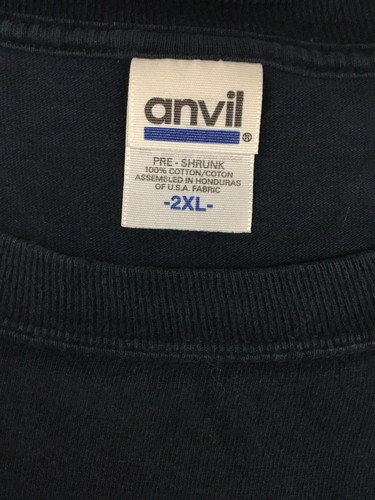 anvil®
PRE - SHRUNK
100% COTTON/COTON
ASSEMBLED IN HONDURAS
OF U.S.A. FABRIC
-2XL-